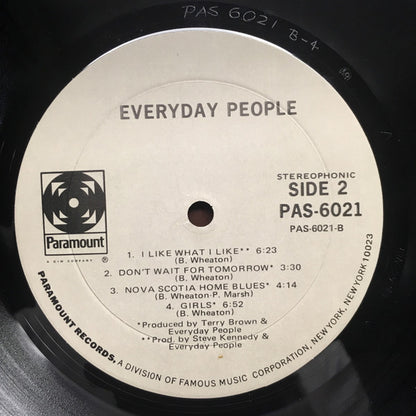 PAS 6021 B-4
EVERYDAY PEOPLE
Paramount
A G+W COMPANY ®
STEREOPHONIC
SIDE 2
PAS-6021
PAS-6021-B
1. I LIKE WHAT I LIKE** 6:23
(B. Wheaton)
2. DON'T WAIT FOR TOMORROW* 3:30
(B. Wheaton)
3. NOVA SCOTIA HOME BLUES* 4:14
(B. Wheaton-P. Marsh)
4. GIRLS* 6:52
(B. Wheaton)
*Produced by Terry Brown &
Everyday People
**Prod. by Steve Kennedy &
Everyday People
PARAMOUNT RECORDS, A DIVISION OF FAMOUS MUSIC CORPORATION, NEW YORK, NEW YORK 10023